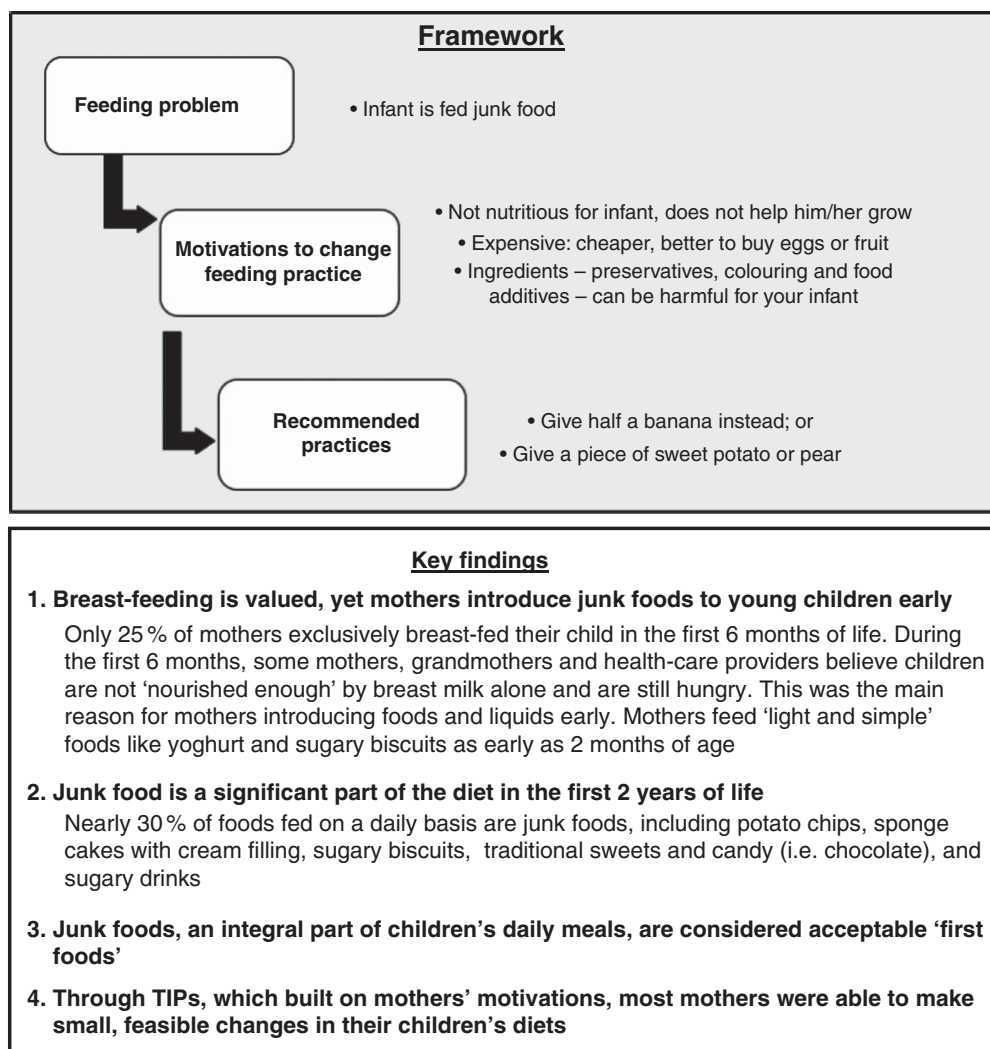 Framework
Feeding problem
• Infant is fed junk food
Motivations to change
feeding practice
• Not nutritious for infant, does not help him/her grow
• Expensive: cheaper, better to buy eggs or fruit
• Ingredients – preservatives, colouring and food
additives – can be harmful for your infant
Recommended
practices
• Give half a banana instead; or
• Give a piece of sweet potato or pear
Key findings
1. Breast-feeding is valued, yet mothers introduce junk foods to young children early
Only 25 % of mothers exclusively breast-fed their child in the first 6 months of life. During
the first 6 months, some mothers, grandmothers and health-care providers believe children
are not ‘nourished enough’ by breast milk alone and are still hungry. This was the main
reason for mothers introducing foods and liquids early. Mothers feed ‘light and simple’
foods like yoghurt and sugary biscuits as early as 2 months of age
2. Junk food is a significant part of the diet in the first 2 years of life
Nearly 30 % of foods fed on a daily basis are junk foods, including potato chips, sponge
cakes with cream filling, sugary biscuits, traditional sweets and candy (i.e. chocolate), and
sugary drinks
3. Junk foods, an integral part of children’s daily meals, are considered acceptable ‘first
foods’
4. Through TIPs, which built on mothers’ motivations, most mothers were able to make
small, feasible changes in their children’s diets